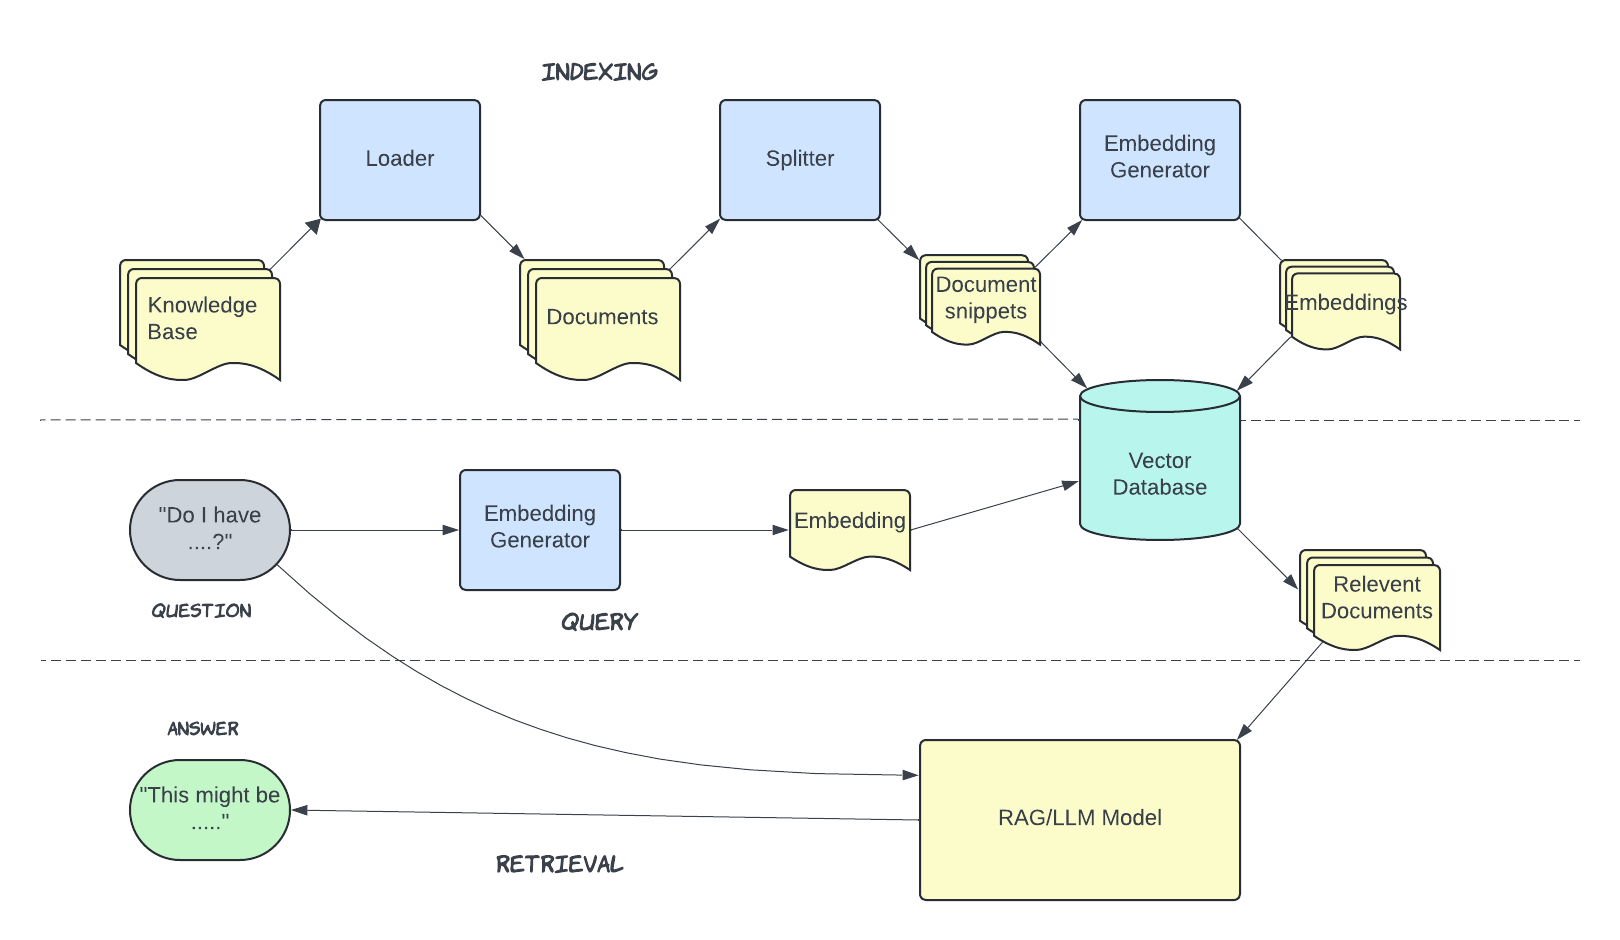 INDEXING
Loader
Splitter
Embedding
Generator
Knowledge
Base
Documents
Document
snippets
Embeddings
Vector
Database
"Do I have
....?"
Embedding
Generator
Embedding
QUESTION
QUERY
Relevent
Documents
ANSWER
"This might be
....."
RAG/LLM Model
RETRIEVAL